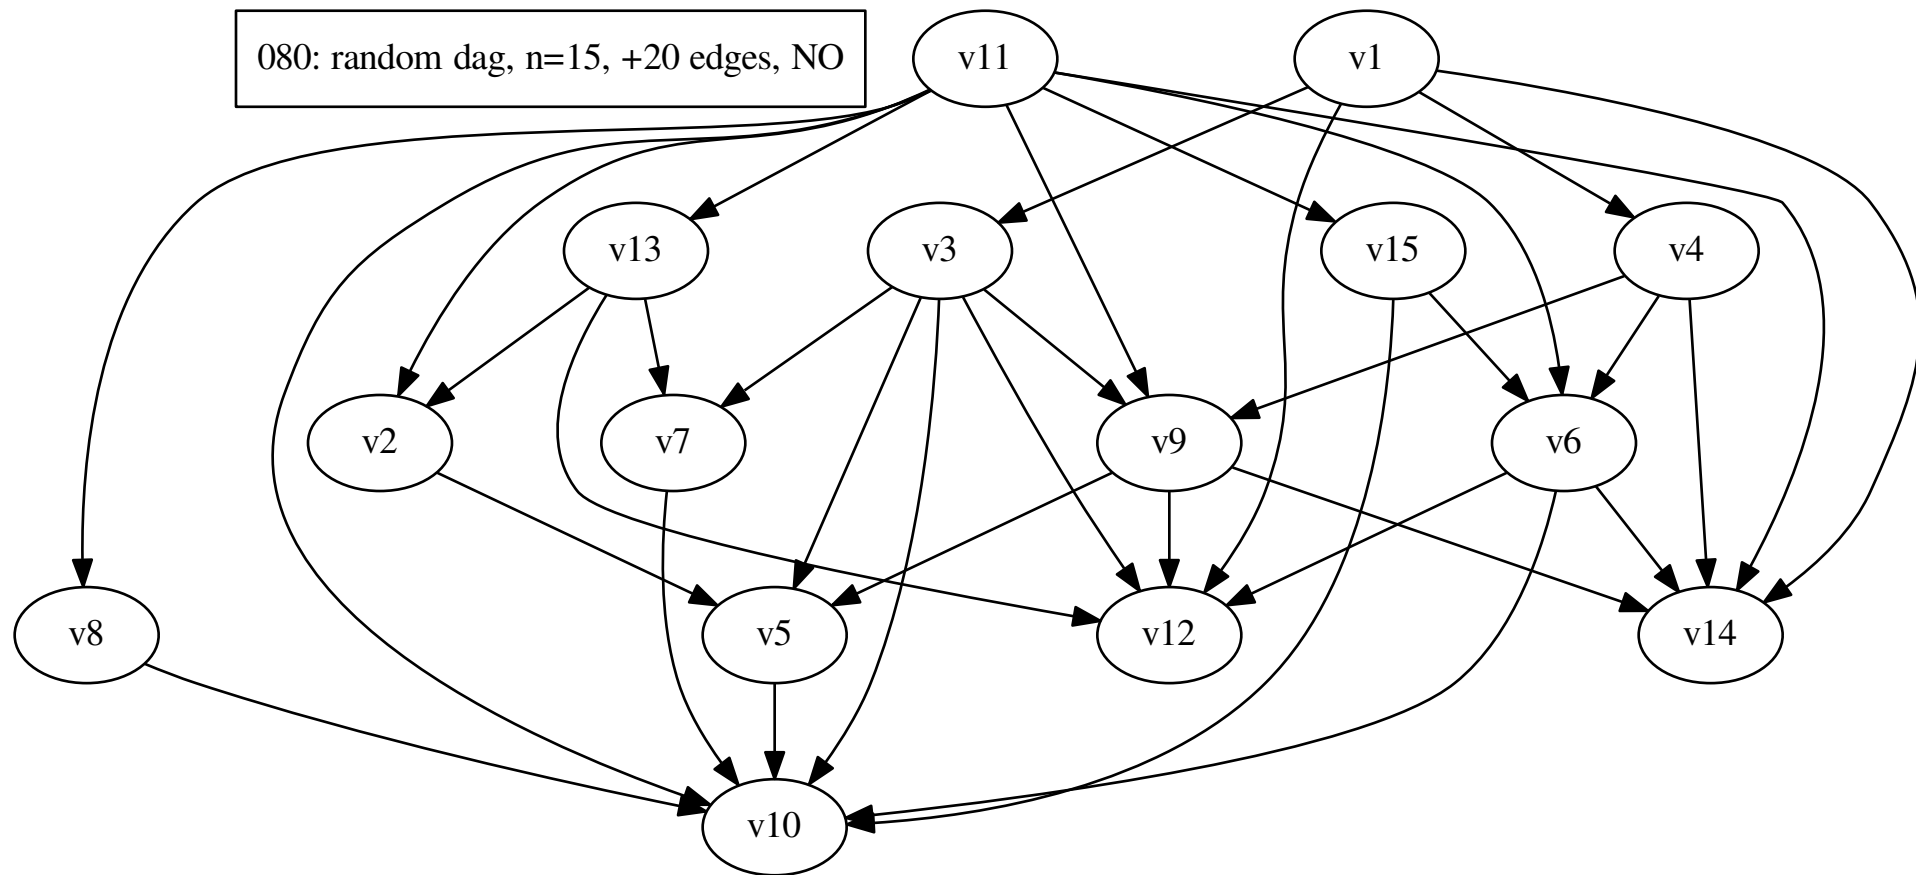 080: random dag, n=15, +20 edges, NO
v11
v1
v13
v3
v15
v4
v2
v7
v9
v6
v8
v5
v12
v14
v10